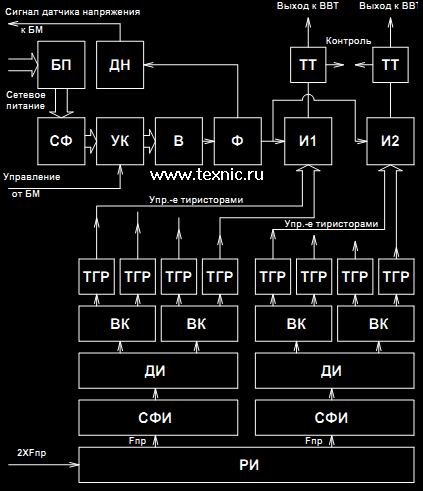 Сигнал датчика напряжения
Выход к ВВТ
Выход к ВВТ
к БМ
Контроль
БП
ДН
ТТ
ТТ
Сетевое
питание
СФ
УК
В
Ф
И1
И2
Управление
от БМ
www.texnic.ru
Упр.-е тиристорами
Упр.-е тиристорами
ТГР
ТГР
ТГР
ТГР
ТГР
ТГР
ТГР
ТГР
ВК
ВК
ВК
ВК
ДИ
ДИ
СФИ
СФИ
Fпр
Fпр
2XFпр
РИ